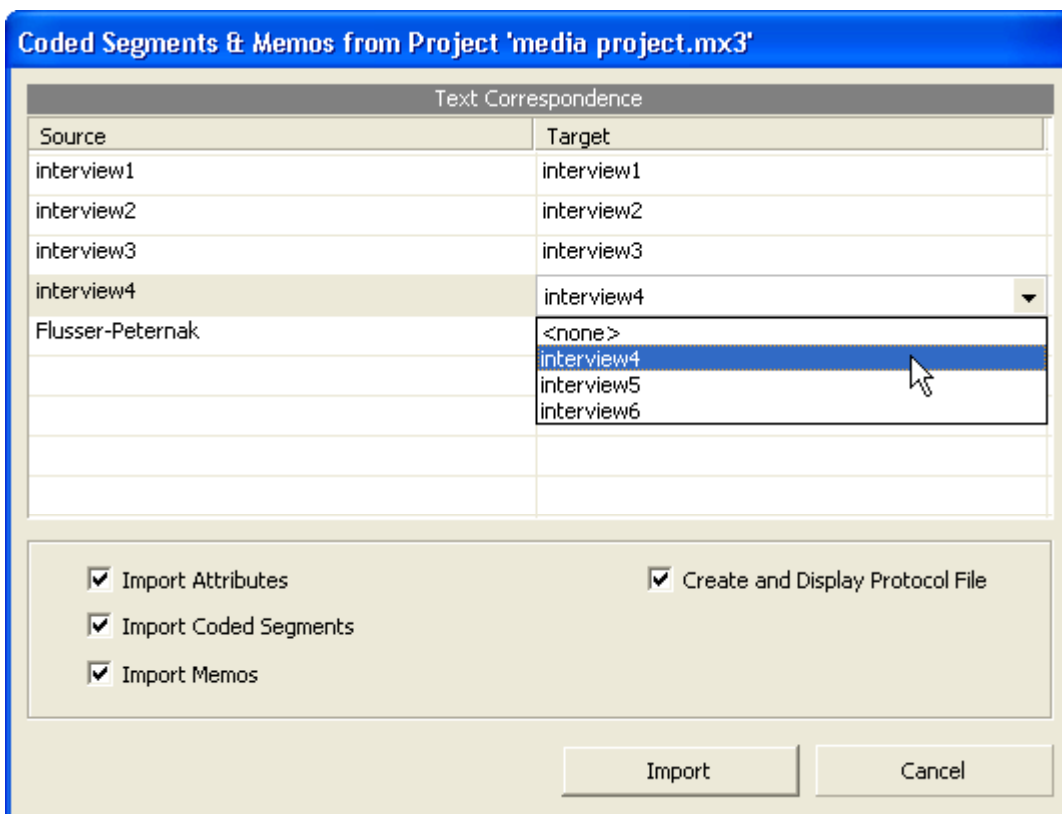 Coded Segments & Memos from Project 'media project.mx3'
Text Correspondence
Source Target
interview1 interview1
interview2 interview2
interview3 interview3
interview4 interview4
Flusser-Peternak <none>
interview4
interview5
interview6
Import Attributes Create and Display Protocol File
Import Coded Segments
Import Memos
Import Cancel